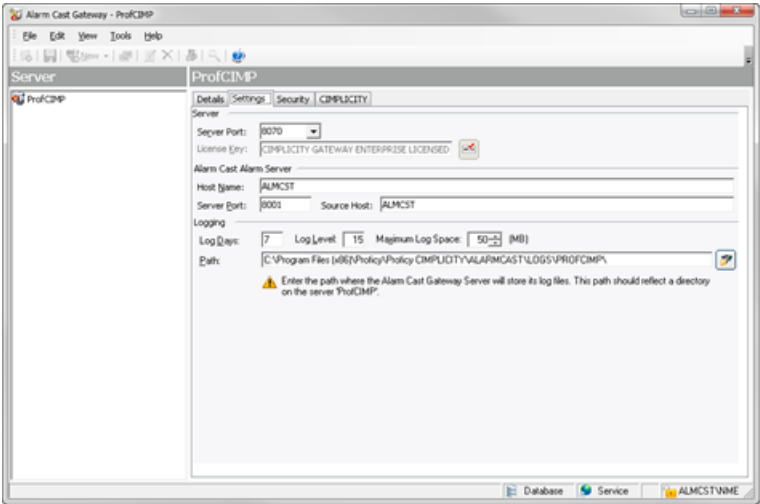 Alarm Cast Gateway - ProfCIMP
File Edit View Tools Help
New
Server
ProfCIMP
ProfCIMP
Details Settings Security CIMPLICITY
Server
Server Port: 8070
License Key: CIMPLICITY GATEWAY ENTERPRISE LICENSED
Alarm Cast Alarm Server
Host Name: ALMCST
Server Port: 8001 Source Host: ALMCST
Logging
Log Days: 7 Log Level: 15 Maximum Log Space: 50 (MB)
Path: C:\Program Files (x86)\Proficy\Proficy CIMPLICITY\ALARMCAST\LOGS\PROFCIMP\
Enter the path where the Alarm Cast Gateway Server will store its log files. This path should reflect a directory
on the server 'ProfCIMP'.
Database Service ALMCST\NME